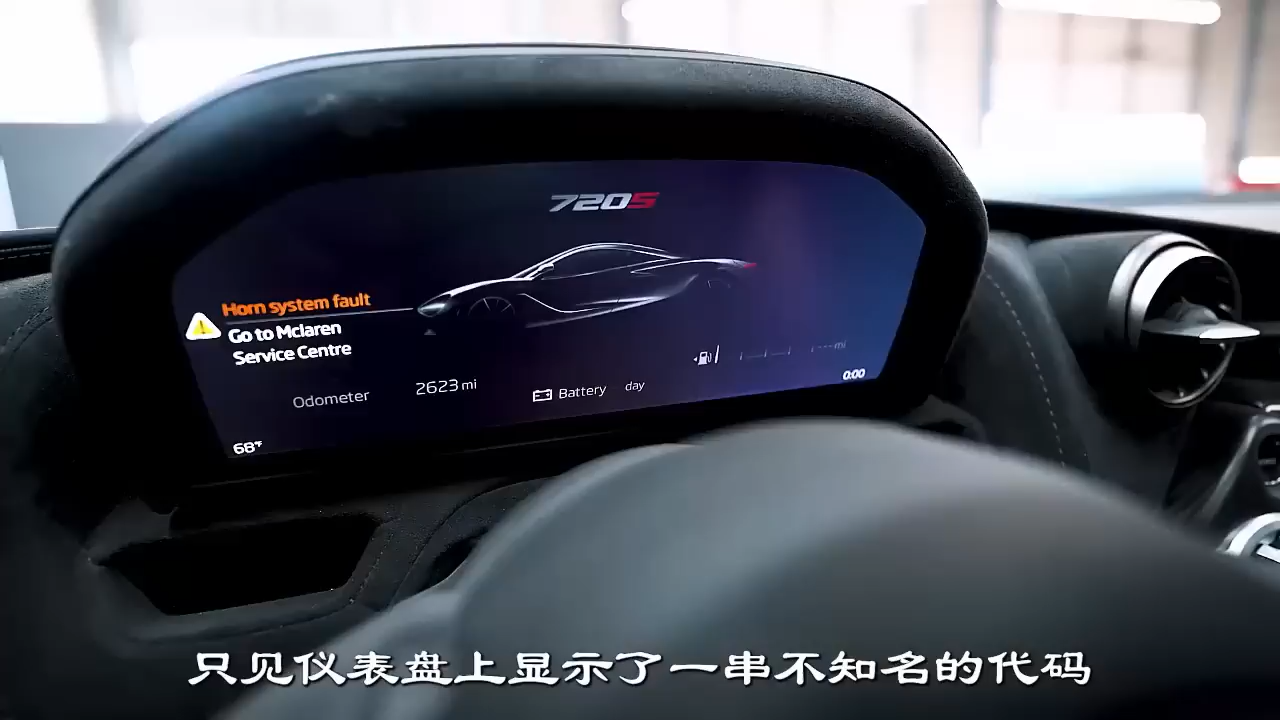 720S
Horn system fault
Go to Mclaren
Service Centre
Odometer
2623 mi
Battery
day
mi
0:00
68°F
只见仪表盘上显示了一串不知名的代码